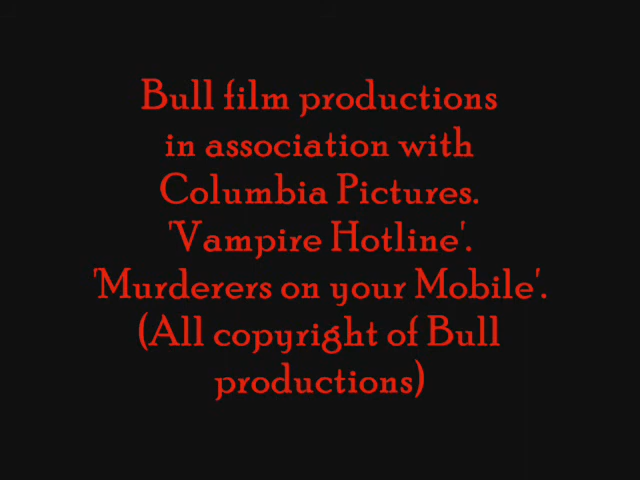 Bull film productions
in association with
Columbia Pictures.
'Vampire Hotline'.
'Murderers on your Mobile'.
(All copyright of Bull
productions)